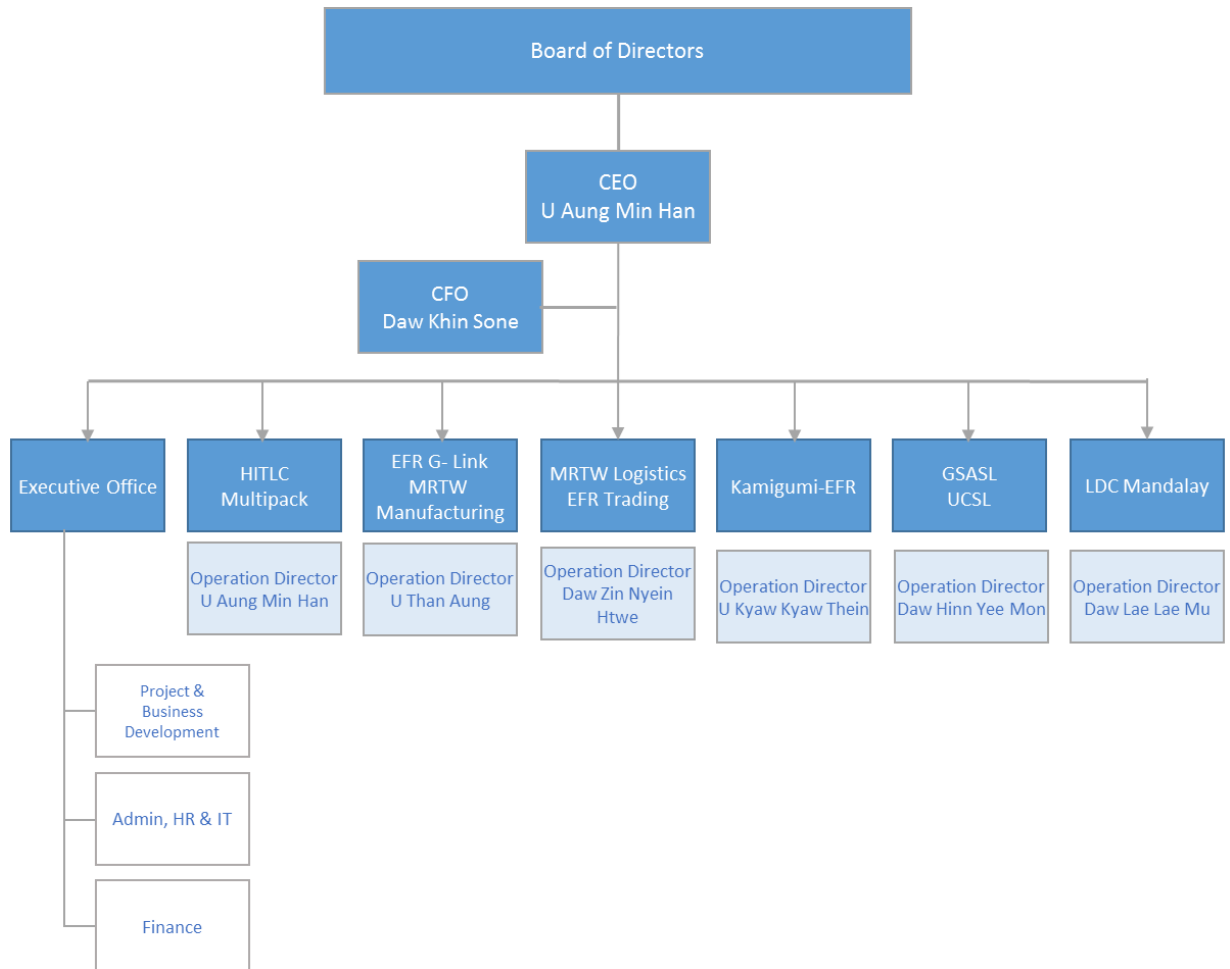 Board of Directors
CEO
U Aung Min Han
CFO
Daw Khin Sone
Executive Office
HITLC
Multipack
EFR G- Link
MRTW
Manufacturing
MRTW Logistics
EFR Trading
Kamigumi-EFR
GSASL
UCSL
LDC Mandalay
Operation Director
U Aung Min Han
Operation Director
U Than Aung
Operation Director
Daw Zin Nyein
Htwe
Operation Director
U Kyaw Kyaw Thein
Operation Director
Daw Hinn Yee Mon
Operation Director
Daw Lae Lae Mu
Project &
Business
Development
Admin, HR & IT
Finance